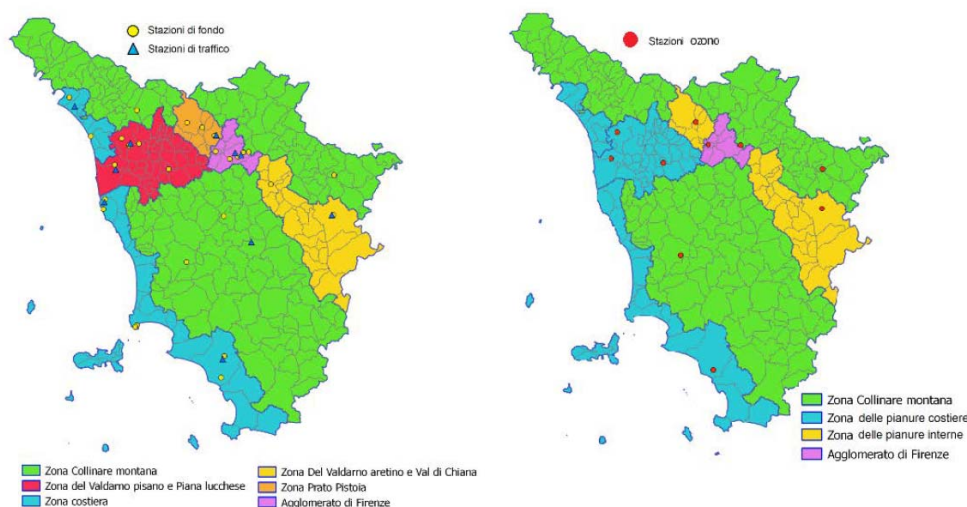 Stazioni di fondo
Stazioni di traffico
Zona Collinare montana
Zona del Valdarno pisano e Piana lucchese
Zona costiera
Zona Del Valdarno aretino e Val di Chiana
Zona Prato Pistoia
Agglomerato di Firenze
Stazioni ozono
Zona Collinare montana
Zona delle pianure costiere
Zona delle pianure interne
Agglomerato di Firenze